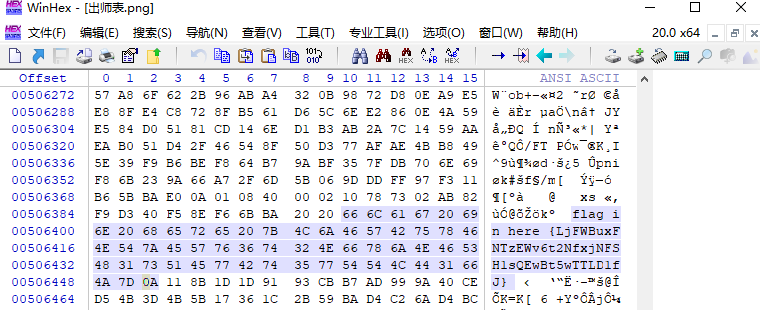 WinHex - [出师表.png]
文件(F) 编辑(E) 搜索(S) 导航(N) 查看(V) 工具(T) 专业工具(I) 选项(O) 窗口(W) 帮助(H) 20.0 x64
Offset 0 1 2 3 4 5 6 7 8 9 10 11 12 13 14 15 ANSI ASCII
00506272 57 A8 6F 62 2B 96 AB A4 32 0B 98 72 D8 0E A9 E5 W¨ob+–«¤2 ˜rØ ©å
00506288 E8 8F E4 C8 72 8F B5 61 D6 5C 6E E2 86 0E 4A 59 è äÈr µaÖ\nâ† JY
00506304 E5 84 D0 51 81 CD 14 6E D1 B3 AB 2A 7C 14 59 AA å„ÐQ Í nÑ³«*| Yª
00506320 EA B0 51 D4 2F 46 54 8F 50 D3 77 AF AE 4B B8 49 ê°QÔ/FT PÓw¯®K¸I
00506336 5E 39 F9 B6 BE F8 64 B7 9A BF 35 7F DB 70 6E 69 ^9ù¶¾ød·š¿5 Ûpni
00506352 F8 6B 23 9A 66 A7 2F 6D 5B 06 9D DD FF 97 F3 11 øk#šf§/m[ Ýÿ—ó
00506368 B6 5B BA E0 0A 01 08 40 00 02 10 78 73 02 AB 82 ¶[ºà @ xs «‚
00506384 F9 D3 40 F5 8E F6 6B BA 20 20 66 6C 61 67 20 69 ùÓ@õŽökº flag i
00506400 6E 20 68 65 72 65 20 7B 4C 6A 46 57 42 75 78 46 n here {LjFWBuxF
00506416 4E 54 7A 45 57 76 36 74 32 4E 66 78 6A 4E 46 53 NTzEWv6t2NfxjNFS
00506432 48 31 73 51 45 77 42 74 35 77 54 54 4C 44 31 66 H1sQEwBt5wTTLD1f
00506448 4A 7D 0A 11 8B 1D 1D 91 93 CB B7 AD 99 9A 40 CE J} ‹ ‘“Ë·-™š@Î
00506464 D5 4B 3D 4B 5B 17 36 1C 2B 59 BA D4 C2 6A D4 BC ÕK=K[ 6 +YºÔÂjÔ¼